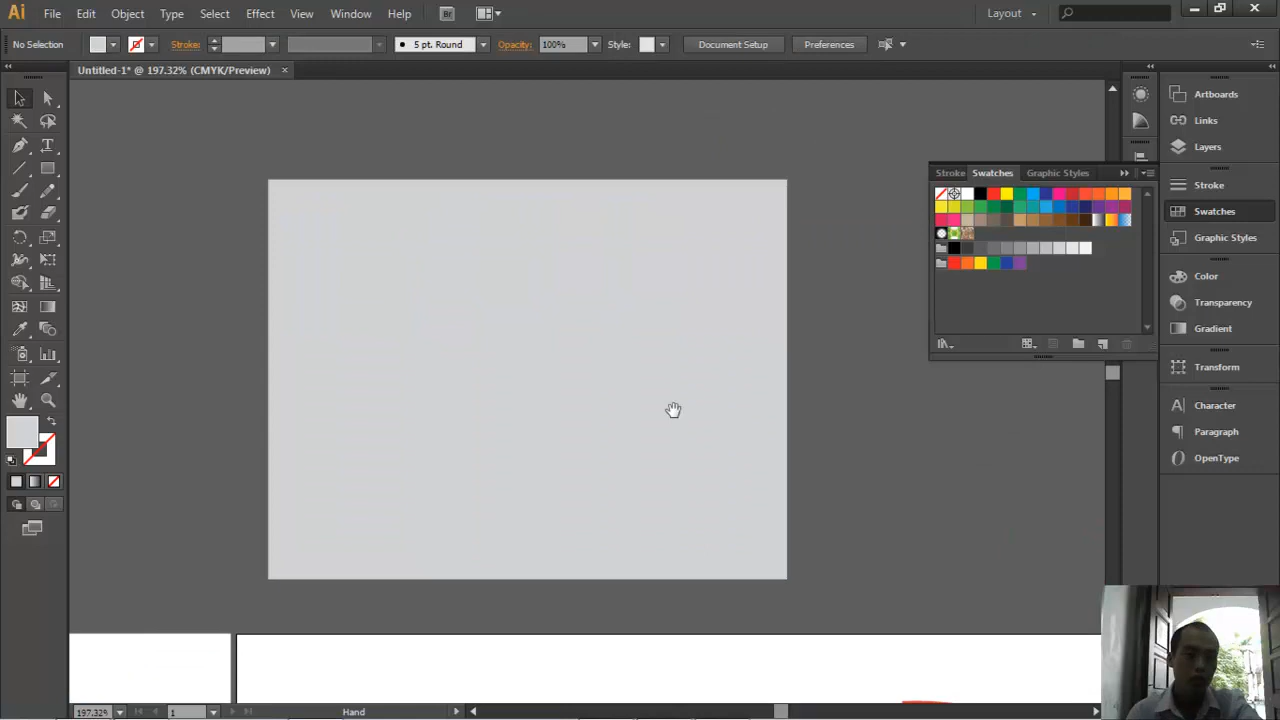 Ai File Edit Object Type Select Effect View Window Help Br Layout
No Selection Stroke: 5 pt. Round Opacity: 100% Style: Document Setup Preferences
Untitled-1* @ 197.32% (CMYK/Preview) ×
Artboards
Links
Layers
Stroke Swatches Graphic Styles
Stroke
Swatches
Graphic Styles
Color
Transparency
Gradient
Transform
Character
Paragraph
OpenType
197.32% 1 Hand